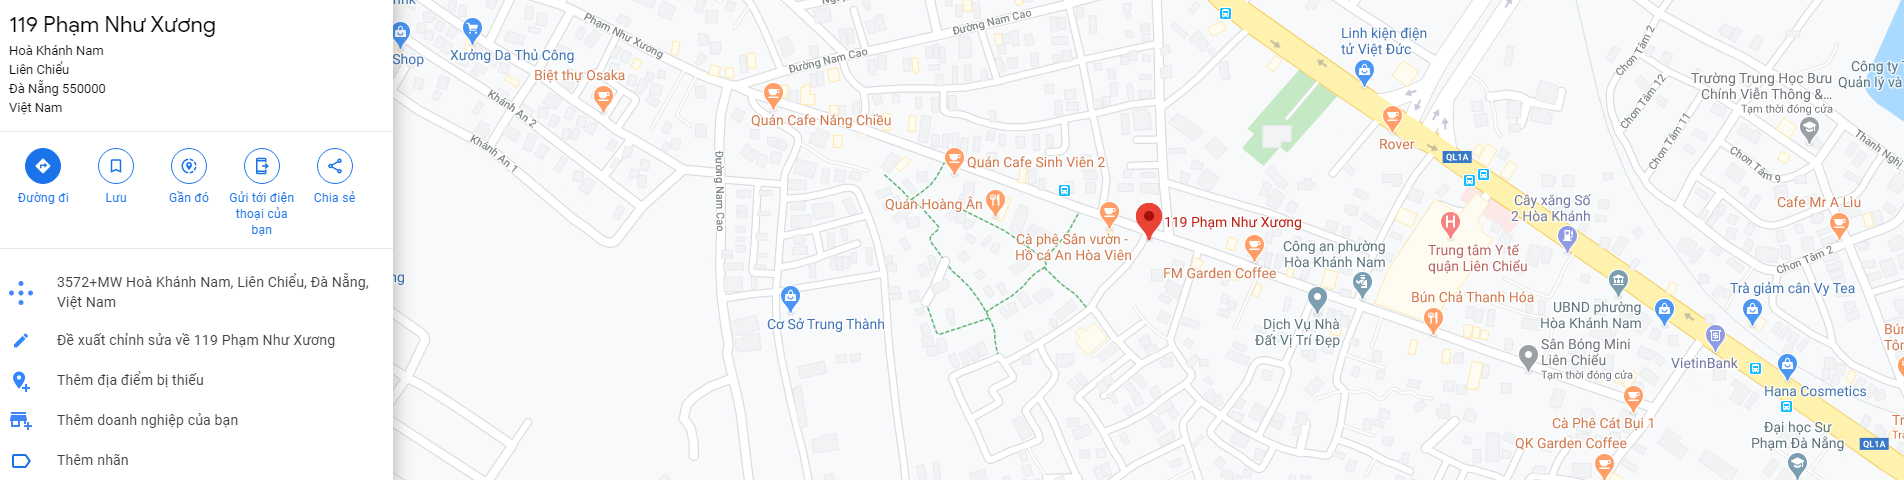 119 Phạm Như Xương
Hoà Khánh Nam
Liên Chiểu
Đà Nẵng 550000
Việt Nam
Đường đi
Lưu
Gần đó
Gửi tới điện
thoại của
bạn
Chia sẻ
3572+MW Hoà Khánh Nam, Liên Chiểu, Đà Nẵng,
Việt Nam
Đề xuất chỉnh sửa về 119 Phạm Như Xương
Thêm địa điểm bị thiếu
Thêm doanh nghiệp của bạn
Thêm nhãn
Shop
ng
Xưởng Da Thủ Công
Phạm Như Xương
Biệt thự Osaka
Khánh An 2
Khánh An 1
Đường Nam Cao
Đường Nam Cao
Quán Cafe Nắng Chiều
Đường Nam Cao
Quán Cafe Sinh Viên 2
Quán Hoàng Ân
Cà phê Sân vườn -
Hồ cá An Hòa Viên
119 Phạm Như Xương
FM Garden Coffee
Cơ Sở Trung Thành
Linh kiện điện
tử Việt Đức
Rover
QL1A
Chơn Tâm 2
Chơn Tâm 12
Chơn Tâm 11
Trường Trung Học Bưu
Chính Viễn Thông &...
Tạm thời đóng cửa
Công ty T
Quản lý và
Thanh Nghị
Chơn Tâm 9
Cây xăng Số
2 Hòa Khánh
Cafe Mr A Lìu
Chơn Tâm 2
Công an phường
Hòa Khánh Nam
Trung tâm Y tế
quận Liên Chiểu
Bún Chả Thanh Hóa
Dịch Vụ Nhà
Đất Vị Trí Đẹp
UBND phường
Hòa Khánh Nam
Trà giảm cân Vy Tea
Sân Bóng Mini
Liên Chiểu
Tạm thời đóng cửa
VietinBank
Bún
Tôn
Hana Cosmetics
Cà Phê Cát Bụi 1
QK Garden Coffee
Đại học Sư
Phạm Đà Nẵng
QL1A